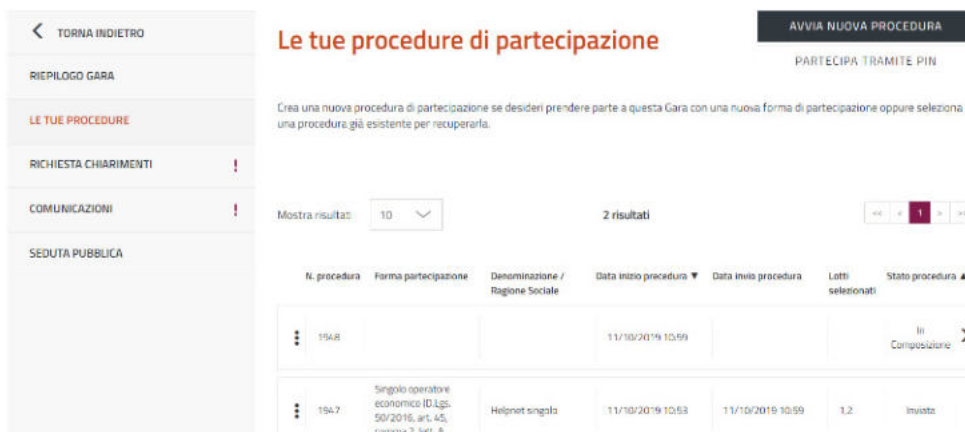 TORNA INDIETRO
RIEPILOGO GARA
LE TUE PROCEDURE
RICHIESTA CHIARIMENTI !
COMUNICAZIONI !
SEDUTA PUBBLICA
Le tue procedure di partecipazione
AVVIA NUOVA PROCEDURA
PARTECIPA TRAMITE PIN
Crea una nuova procedura di partecipazione se desideri prendere parte a questa Gara con una nuova forma di partecipazione oppure seleziona
una procedura già esistente per recuperarla.
Mostra risultati 10
2 risultati
<< < 1 > >>
N. procedura Forma partecipazione Denominazione / Data inizio precedura ▼ Data invio procedura Lotti Stato procedura ▲
Ragione Sociale selezionati
1948 11/10/2019 10:59 In
Composizione
Singolo operatore
economico (D.Lgs.
50/2016, art. 45,
1947 Helpnet singolo 11/10/2019 10:53 11/10/2019 10:59 1,2 Inviata
comma 2, lett. A